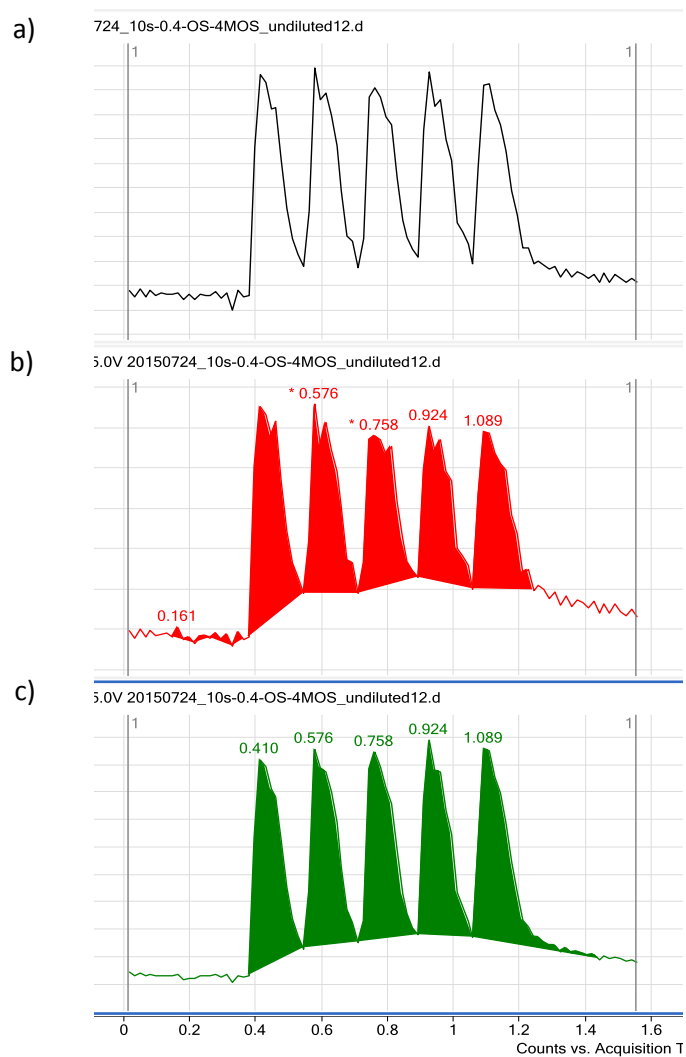 a)
724_10s-0.4-OS-4MOS_undiluted12.d
1 1
b)
5.0V 20150724_10s-0.4-OS-4MOS_undiluted12.d
1 1
* 0.576
* 0.758
0.924
1.089
0.161
c)
5.0V 20150724_10s-0.4-OS-4MOS_undiluted12.d
1 1
0.410 0.576 0.758 0.924 1.089
0 0.2 0.4 0.6 0.8 1 1.2 1.4 1.6
Counts vs. Acquisition T